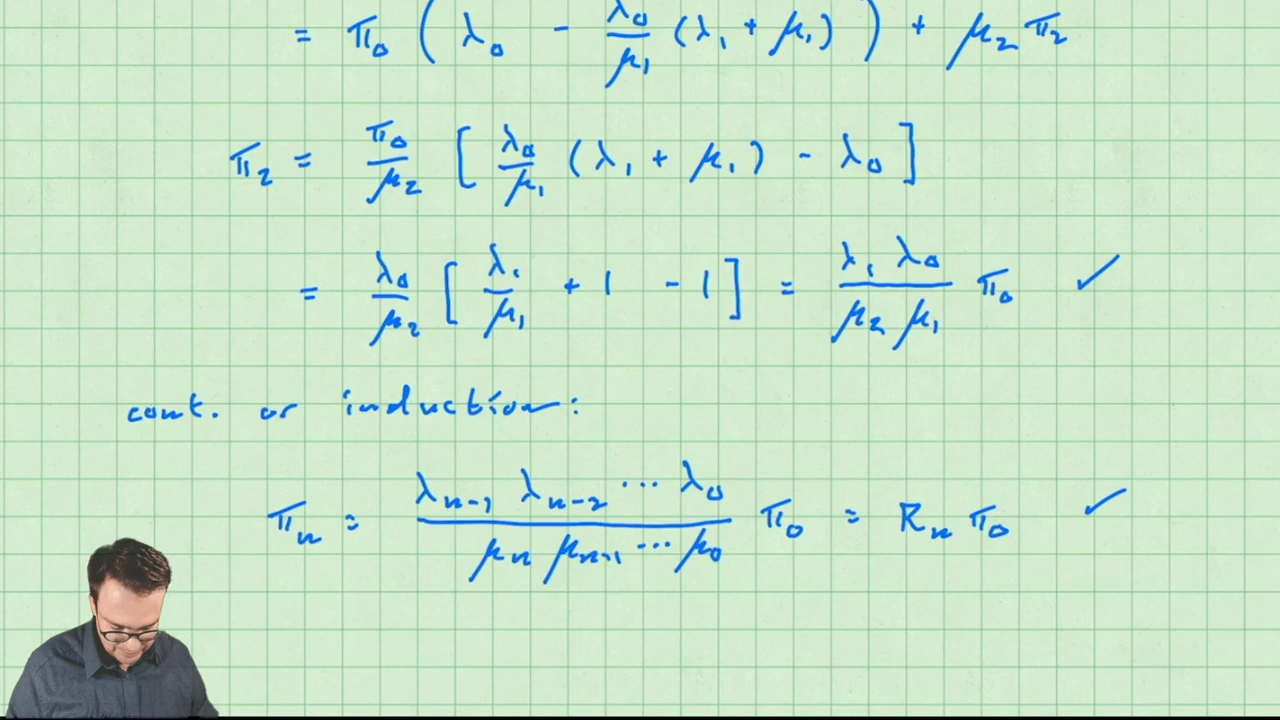 = π₀ ( λ₀ - λ₀/μ₁ (λ₁ + μ₁) ) + μ₂ π₂
π₂ = π₀/μ₂ [ λ₀/μ₁ (λ₁ + μ₁) - λ₀ ]
= λ₀/μ₂ [ λ₁/μ₁ + 1 - 1 ] = λ₁ λ₀ / μ₂ μ₁ π₀ ✓
cont. or induction:
πₙ = λₙ₋₁ λₙ₋₂ ⋯ λ₀ / μₙ μₙ₋₁ ⋯ μ₀ π₀ = Rₙ π₀ ✓